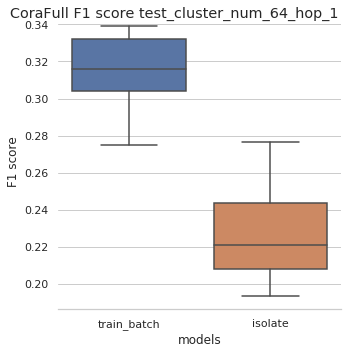 CoraFull F1 score test_cluster_num_64_hop_1
0.34
0.32
0.30
0.28
0.26
0.24
0.22
0.20
F1 score
train_batch
isolate
models